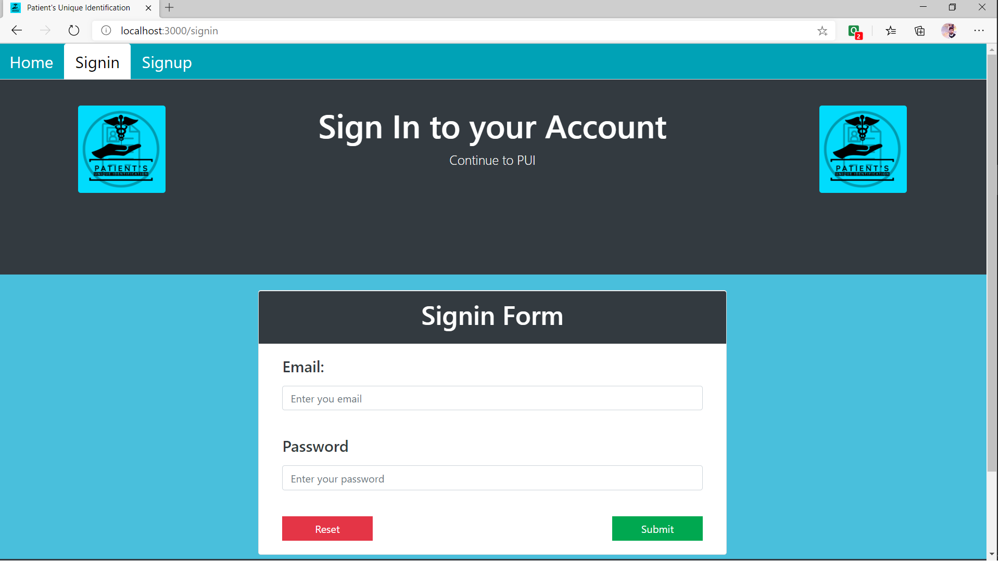 Patient's Unique Identification
localhost:3000/signin
2
Home Signin Signup
PATIENT'S
UNIQUE IDENTIFICATION
Sign In to your Account
Continue to PUI
PATIENT'S
UNIQUE IDENTIFICATION
Signin Form
Email:
Enter you email
Password
Enter your password
Reset Submit